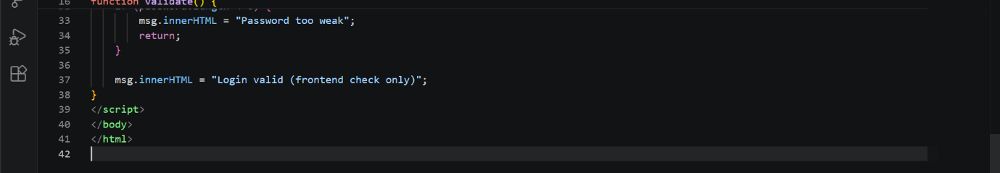 16 function validate() {
33 msg.innerHTML = "Password too weak";
34 return;
35 }
36
37 msg.innerHTML = "Login valid (frontend check only)";
38 }
39 </script>
40 </body>
41 </html>
42